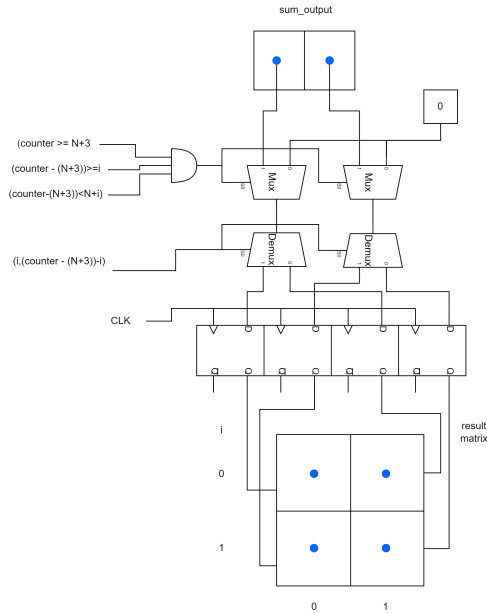 sum_output
0
(counter >= N+3
(counter - (N+3))>=i
(counter-(N+3))<N+i)
1 0 1 0
S0 Mux S0 Mux
(i,(counter - (N+3))-i)
S0 Demux S0 Demux
1 0 1 0
CLK
D D D D
Q Q Q Q Q Q Q Q
i
result
matrix
0
1
0 1